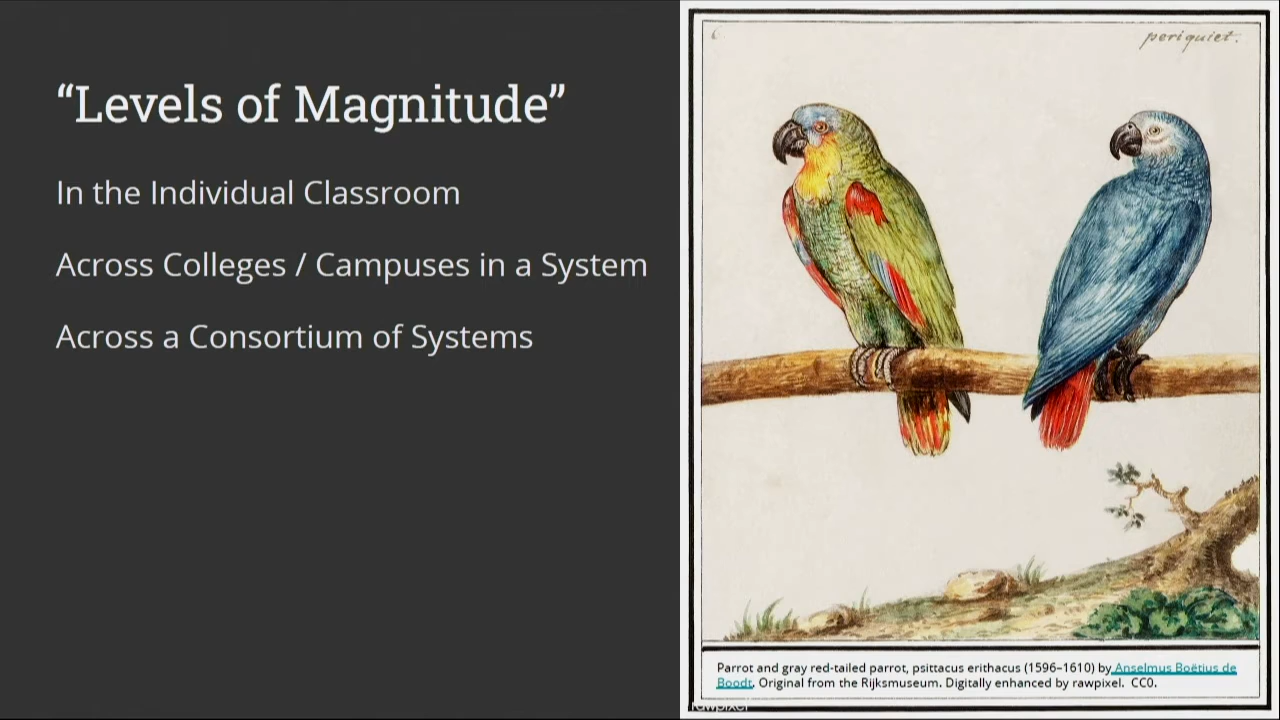 “Levels of Magnitude”
In the Individual Classroom
Across Colleges / Campuses in a System
Across a Consortium of Systems
6
periquiet.
Parrot and gray red-tailed parrot, psittacus erithacus (1596–1610) by Anselmus Boëtius de
Boodt. Original from the Rijksmuseum. Digitally enhanced by rawpixel. CC0.
rawpixel